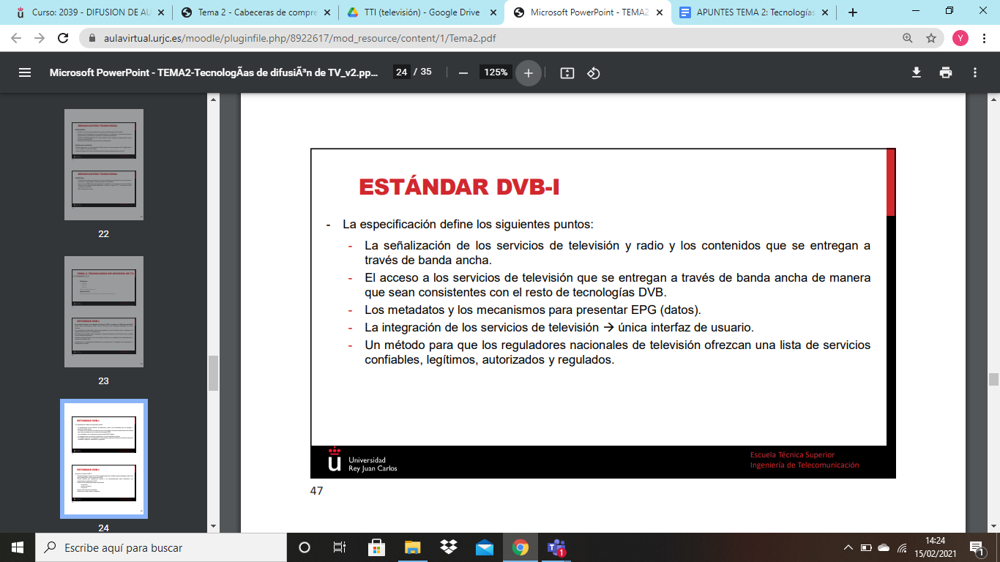 Curso: 2039 - DIFUSION DE AU
Tema 2 - Cabeceras de compre
TTI (televisión) - Google Drive
Microsoft PowerPoint - TEMA2
APUNTES TEMA 2: Tecnologías
aulavirtual.urjc.es/moodle/pluginfile.php/8922617/mod_resource/content/1/Tema2.pdf
Y
Microsoft PowerPoint - TEMA2-TecnologÃas de difusiÃ³n de TV_v2.pp...
24 / 35
125%
22
23
24
ESTÁNDAR DVB-I
- La especificación define los siguientes puntos:
- La señalización de los servicios de televisión y radio y los contenidos que se entregan a
través de banda ancha.
- El acceso a los servicios de televisión que se entregan a través de banda ancha de manera
que sean consistentes con el resto de tecnologías DVB.
- Los metadatos y los mecanismos para presentar EPG (datos).
- La integración de los servicios de televisión → única interfaz de usuario.
- Un método para que los reguladores nacionales de televisión ofrezcan una lista de servicios
confiables, legítimos, autorizados y regulados.
u Universidad
Rey Juan Carlos
Escuela Técnica Superior
Ingeniería de Telecomunicación
47
Escribe aquí para buscar
1
14:24
15/02/2021
1